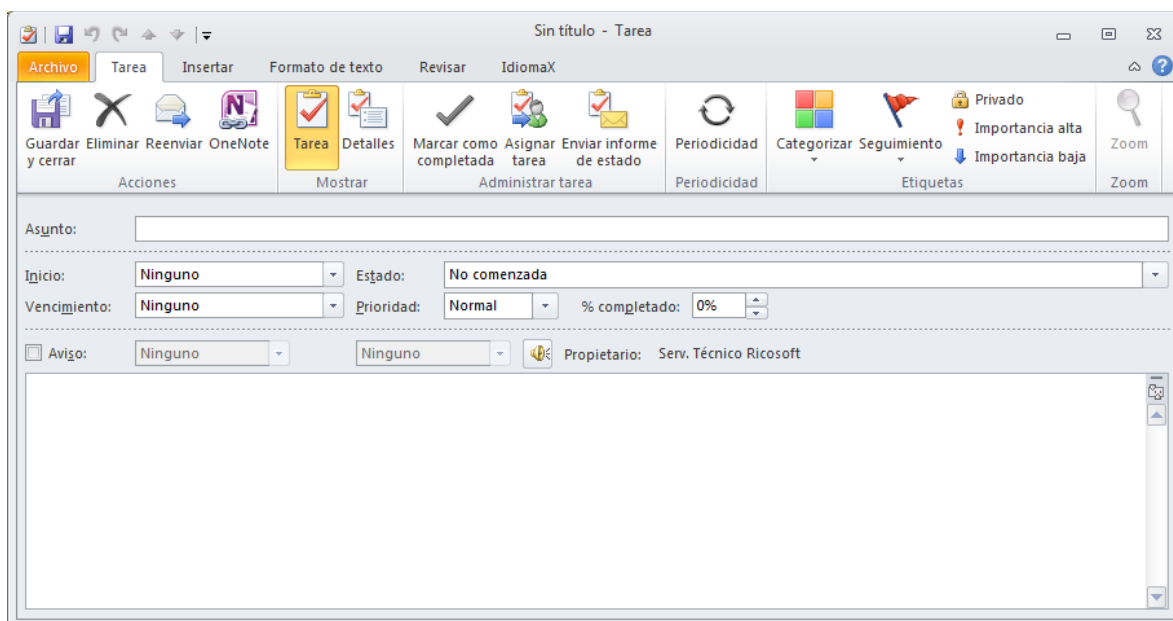 Sin título - Tarea
Archivo Tarea Insertar Formato de texto Revisar IdiomaX
Guardar y cerrar Eliminar Reenviar OneNote Tarea Detalles Marcar como completada Asignar tarea Enviar informe de estado Periodicidad Categorizar Seguimiento Privado
Importancia alta
Importancia baja
Zoom
Acciones Mostrar Administrar tarea Periodicidad Etiquetas Zoom
Asunto:
Inicio: Ninguno Estado: No comenzada
Vencimiento: Ninguno Prioridad: Normal % completado: 0%
Aviso: Ninguno Ninguno Propietario: Serv. Técnico Ricosoft